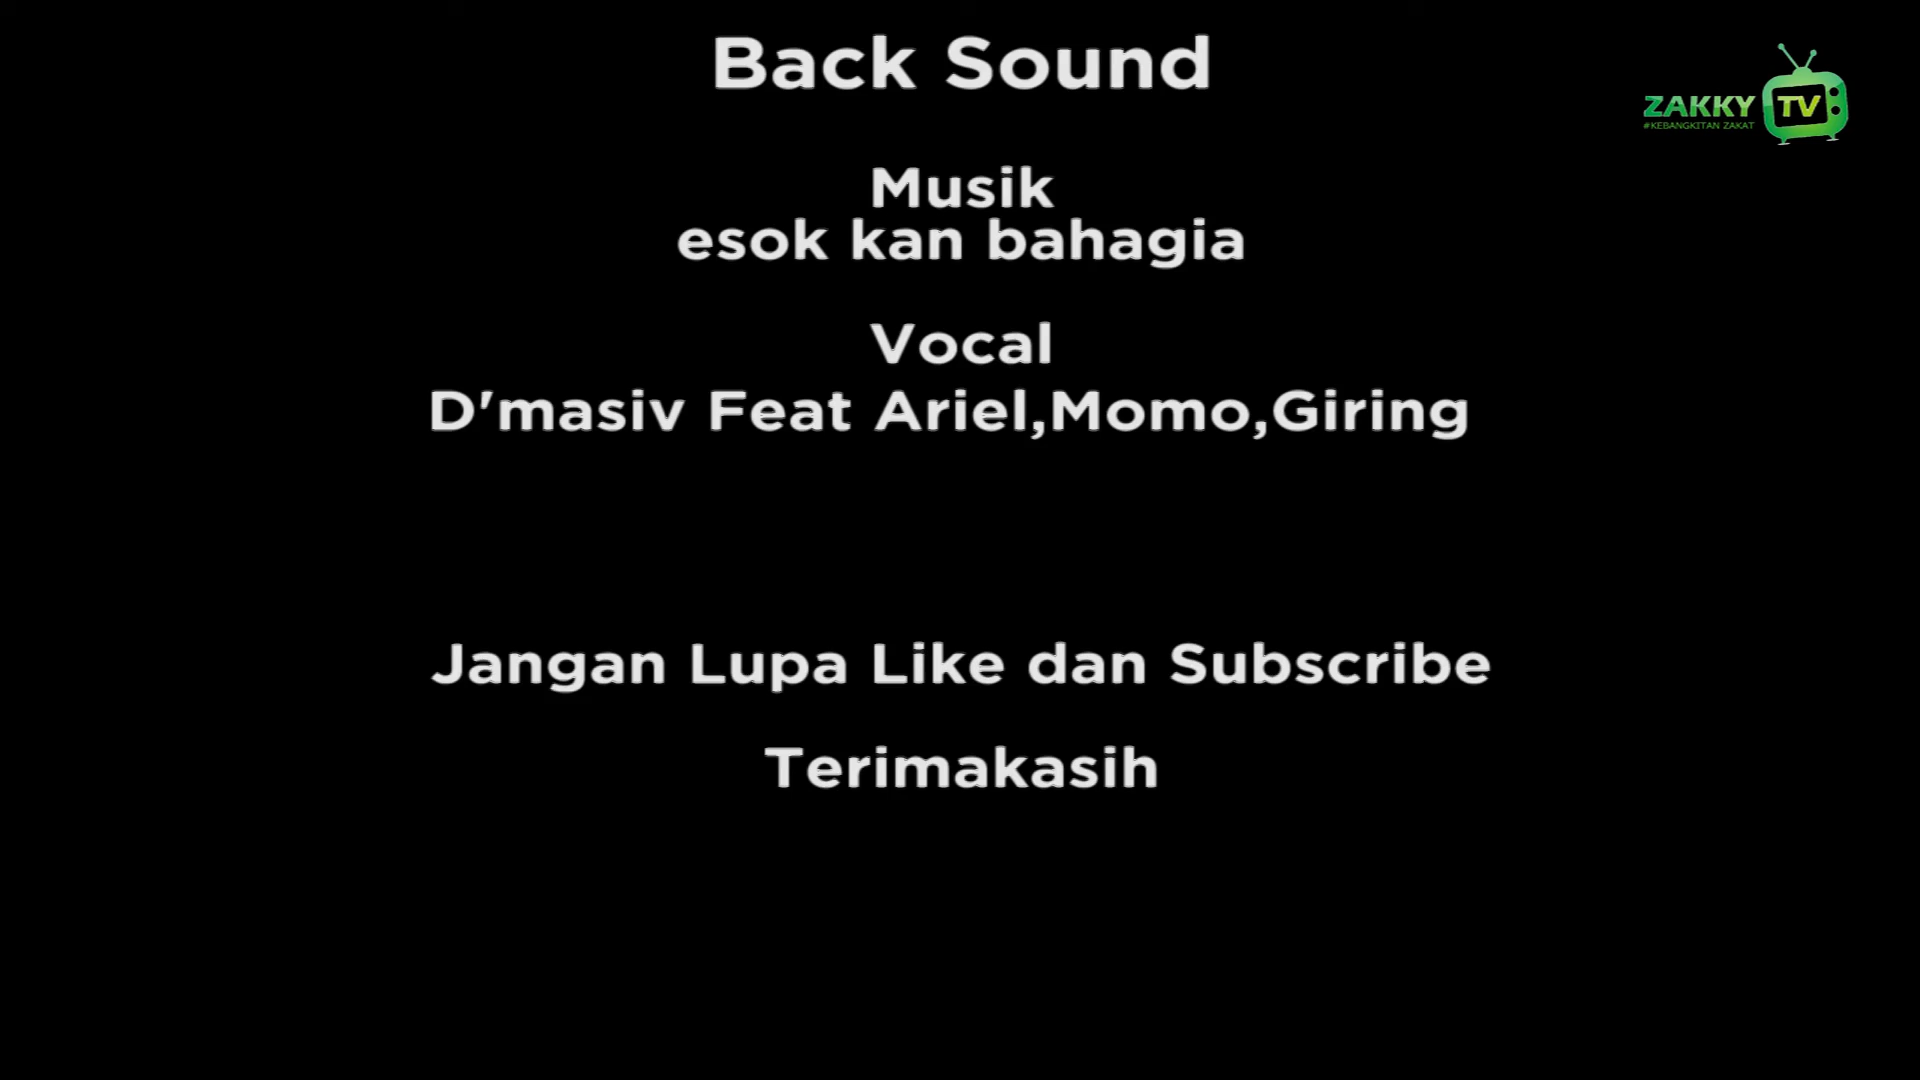 Back Sound
ZAKKY TV
#KEBANGKITAN ZAKAT
Musik
esok kan bahagia
Vocal
D'masiv Feat Ariel,Momo,Giring
Jangan Lupa Like dan Subscribe
Terimakasih